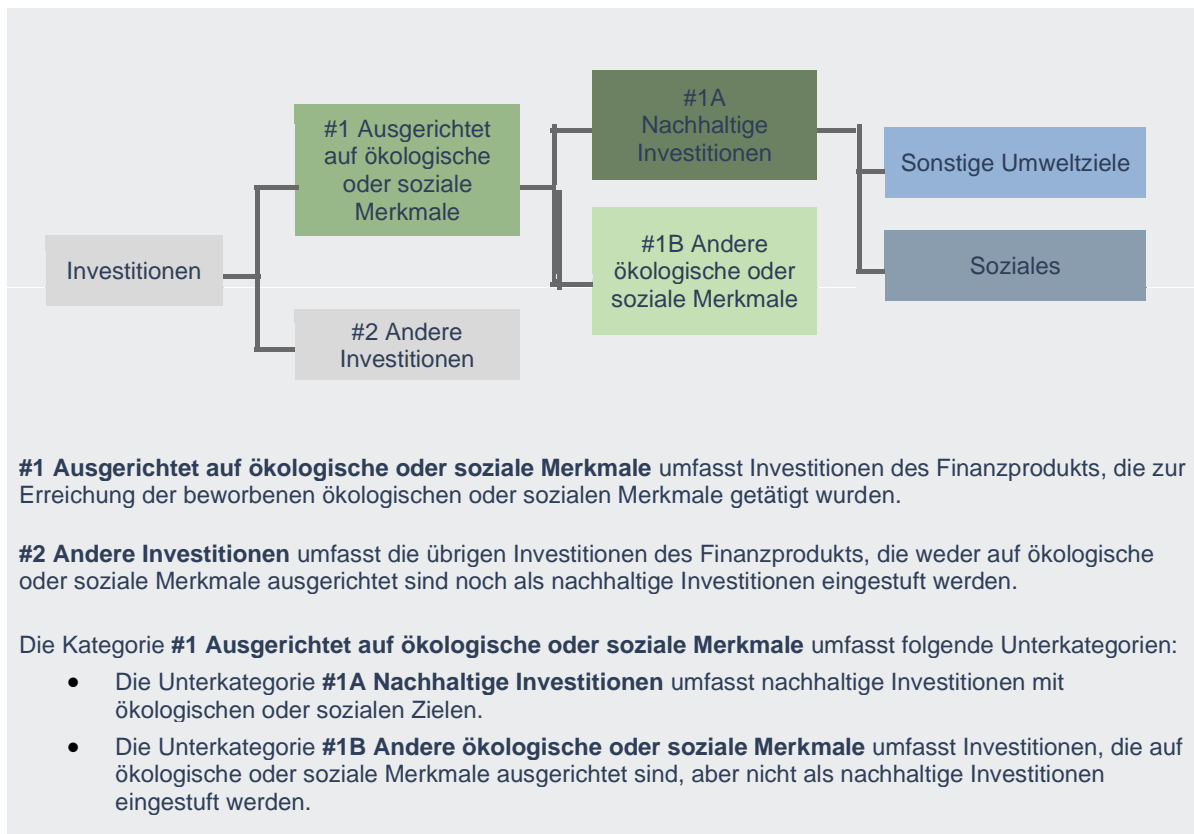 #1 Ausgerichtet
auf ökologische
oder soziale
Merkmale
#1A
Nachhaltige
Investitionen
Sonstige Umweltziele
Investitionen
#1B Andere
ökologische oder
soziale Merkmale
Soziales
#2 Andere
Investitionen
#1 Ausgerichtet auf ökologische oder soziale Merkmale umfasst Investitionen des Finanzprodukts, die zur
Erreichung der beworbenen ökologischen oder sozialen Merkmale getätigt wurden.
#2 Andere Investitionen umfasst die übrigen Investitionen des Finanzprodukts, die weder auf ökologische
oder soziale Merkmale ausgerichtet sind noch als nachhaltige Investitionen eingestuft werden.
Die Kategorie #1 Ausgerichtet auf ökologische oder soziale Merkmale umfasst folgende Unterkategorien:
• Die Unterkategorie #1A Nachhaltige Investitionen umfasst nachhaltige Investitionen mit
ökologischen oder sozialen Zielen.
• Die Unterkategorie #1B Andere ökologische oder soziale Merkmale umfasst Investitionen, die auf
ökologische oder soziale Merkmale ausgerichtet sind, aber nicht als nachhaltige Investitionen
eingestuft werden.